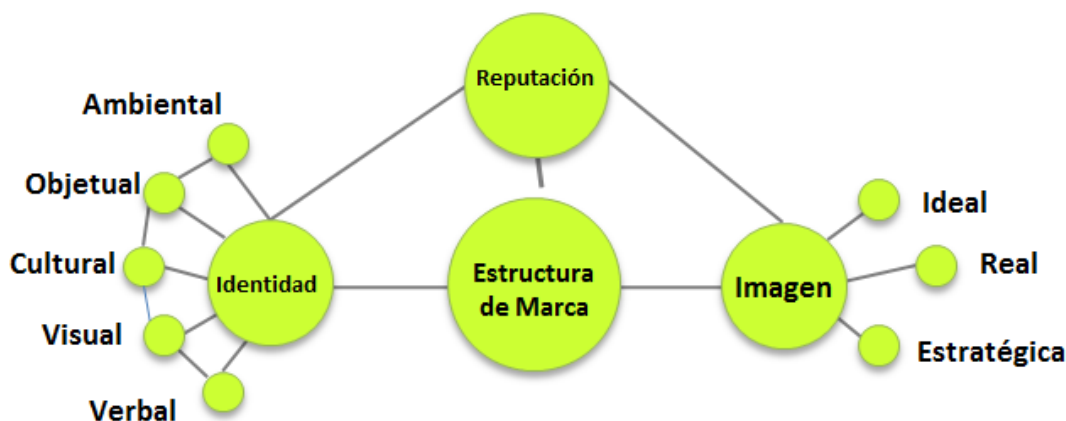 Reputación
Ambiental
Objetual
Cultural
Visual
Verbal
Identidad
Estructura
de Marca
Imagen
Ideal
Real
Estratégica